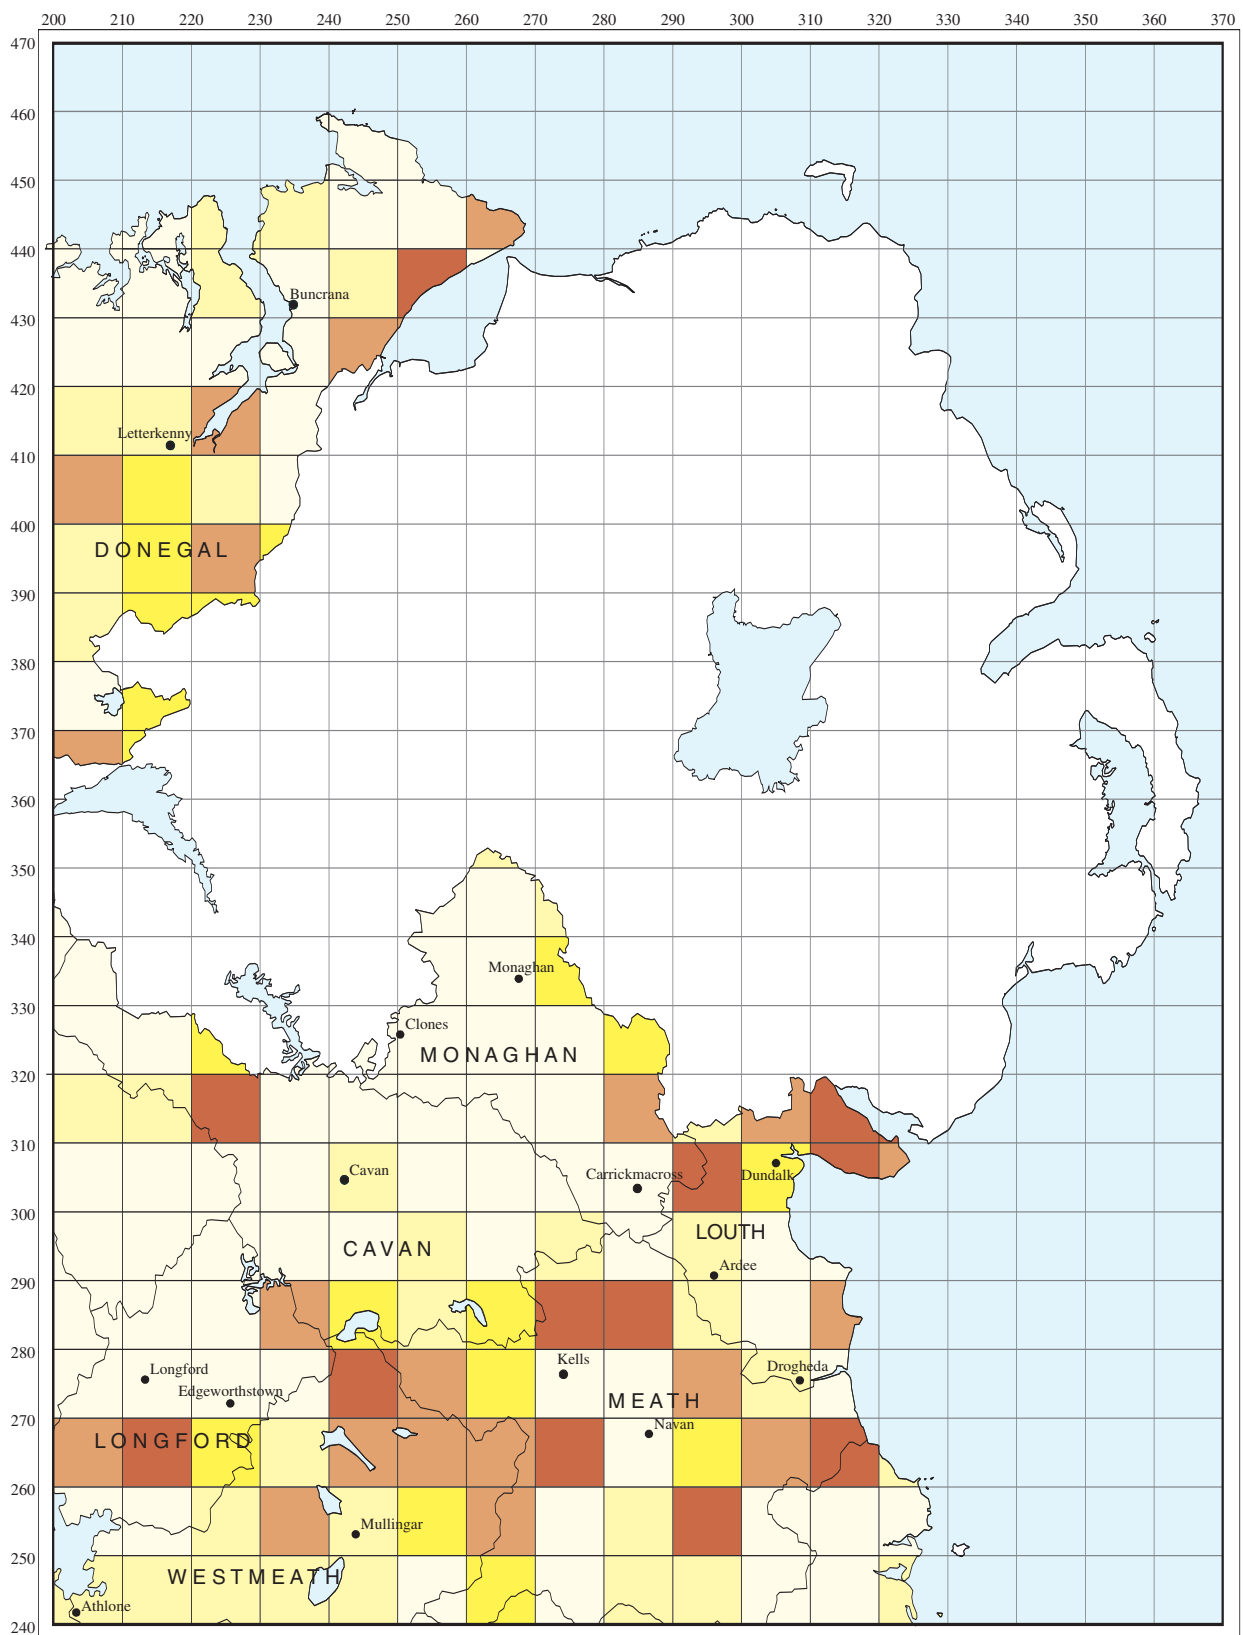 200 210 220 230 240 250 260 270 280 290 300 310 320 330 340 350 360 370
470
460
450
440
Buncrana
430
420
Letterkenny
410
400
DONEGAL
390
380
370
360
350
340
Monaghan
330
Clones
MONAGHAN
320
310
Cavan
Carrickmacross
Dundalk
300
LOUTH
CAVAN
Ardee
290
280
Kells
Longford
Drogheda
Edgeworthstown
MEATH
270
Navan
LONGFORD
260
Mullingar
250
WESTMEATH
Athlone
240